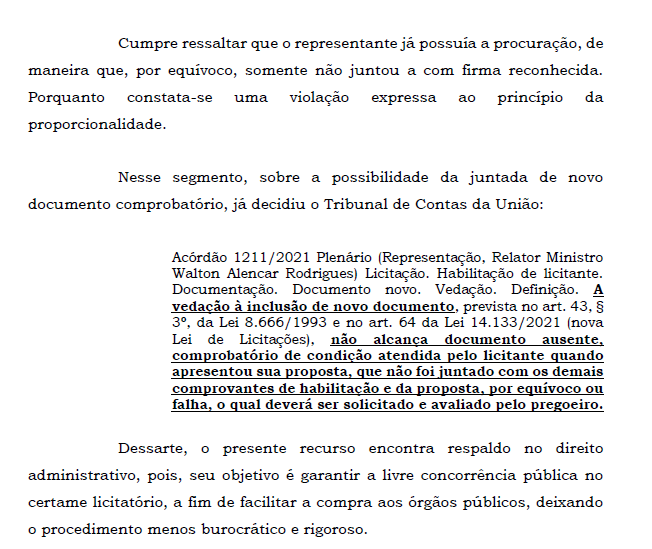 Cumpre ressaltar que o representante já possuía a procuração, de
maneira que, por equívoco, somente não juntou a com firma reconhecida.
Porquanto constata-se uma violação expressa ao princípio da
proporcionalidade.
Nesse segmento, sobre a possibilidade da juntada de novo
documento comprobatório, já decidiu o Tribunal de Contas da União:
Acórdão 1211/2021 Plenário (Representação, Relator Ministro
Walton Alencar Rodrigues) Licitação. Habilitação de licitante.
Documentação. Documento novo. Vedação. Definição. A
vedação à inclusão de novo documento, prevista no art. 43, §
3º, da Lei 8.666/1993 e no art. 64 da Lei 14.133/2021 (nova
Lei de Licitações), não alcança documento ausente,
comprobatório de condição atendida pelo licitante quando
apresentou sua proposta, que não foi juntado com os demais
comprovantes de habilitação e da proposta, por equívoco ou
falha, o qual deverá ser solicitado e avaliado pelo pregoeiro.
Dessarte, o presente recurso encontra respaldo no direito
administrativo, pois, seu objetivo é garantir a livre concorrência pública no
certame licitatório, a fim de facilitar a compra aos órgãos públicos, deixando
o procedimento menos burocrático e rigoroso.